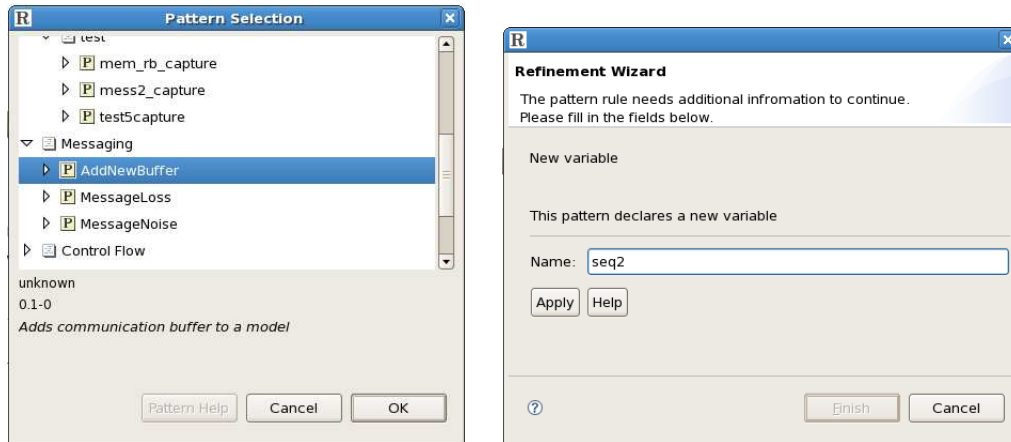 R Pattern Selection
test
P mem_rb_capture
P mess2_capture
P test5capture
Messaging
P AddNewBuffer
P MessageLoss
P MessageNoise
Control Flow
unknown
0.1-0
Adds communication buffer to a model
Pattern Help Cancel OK
R
Refinement Wizard
The pattern rule needs additional infromation to continue.
Please fill in the fields below.
New variable
This pattern declares a new variable
Name: seq2
Apply Help
? Finish Cancel